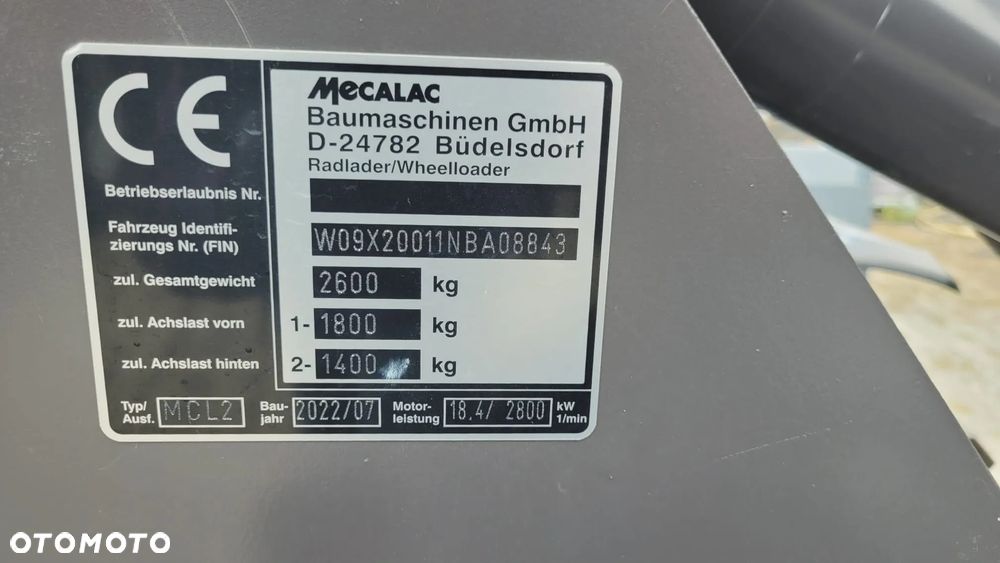 CE
MECALAC
Baumaschinen GmbH
D-24782 Büdelsdorf
Radlader/Wheelloader
Betriebserlaubnis Nr.
Fahrzeug Identifi-
zierungs Nr. (FIN) W09X20011NBA08843
zul. Gesamtgewicht 2600 kg
zul. Achslast vorn 1- 1800 kg
zul. Achslast hinten 2- 1400 kg
Typ/ Ausf. MCL2 Bau- jahr 2022/07 Motor- leistung 18.4/ 2800 kW 1/min
OTOMOTO